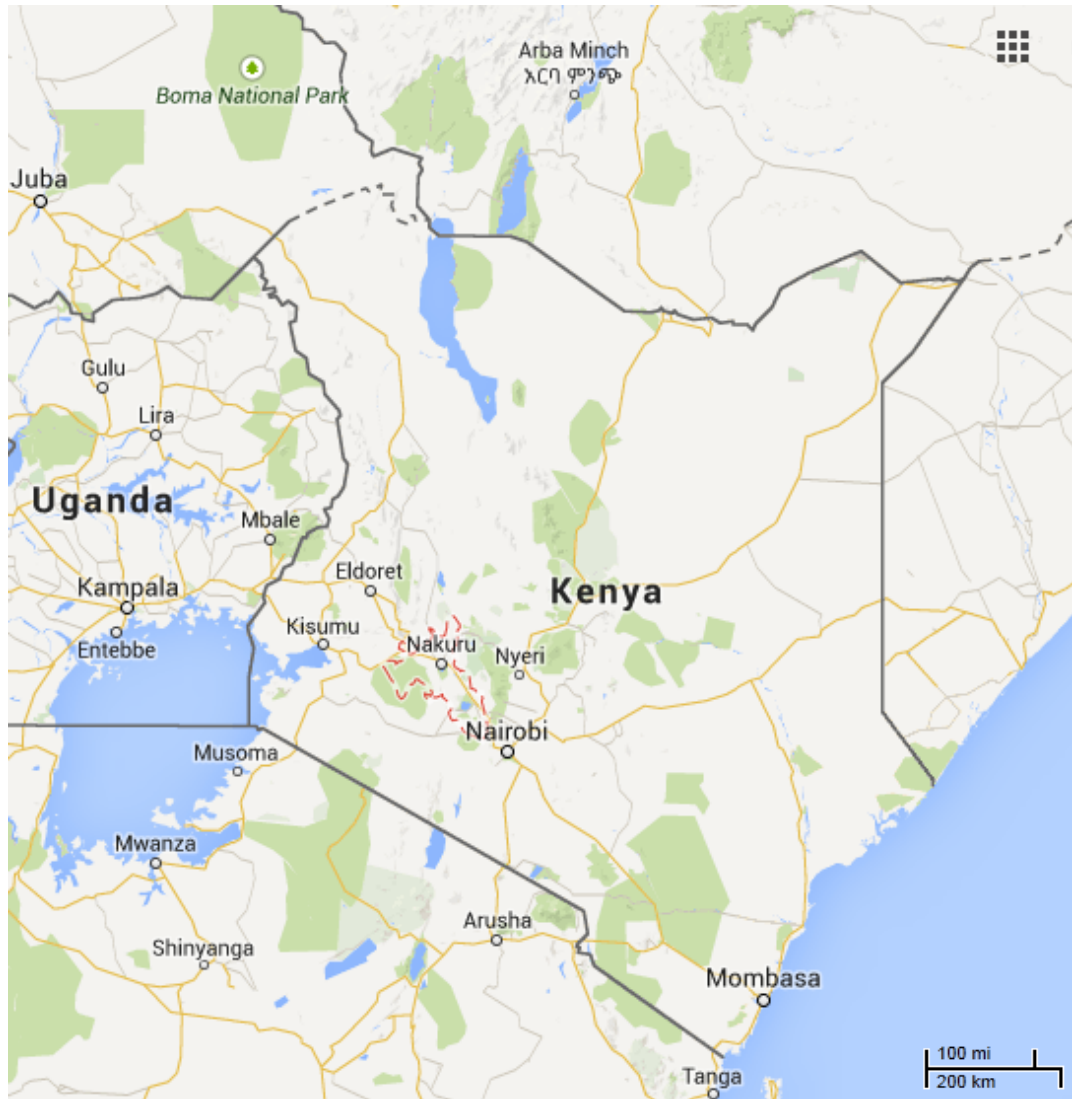 Arba Minch
አርባ ምንጭ
Boma National Park
Juba
Gulu
Lira
Uganda
Mbale
Eldoret
Kampala
Kenya
Kisumu
Entebbe
Nakuru
Nyeri
Nairobi
Musoma
Mwanza
Arusha
Shinyanga
Mombasa
100 mi
200 km
Tanga